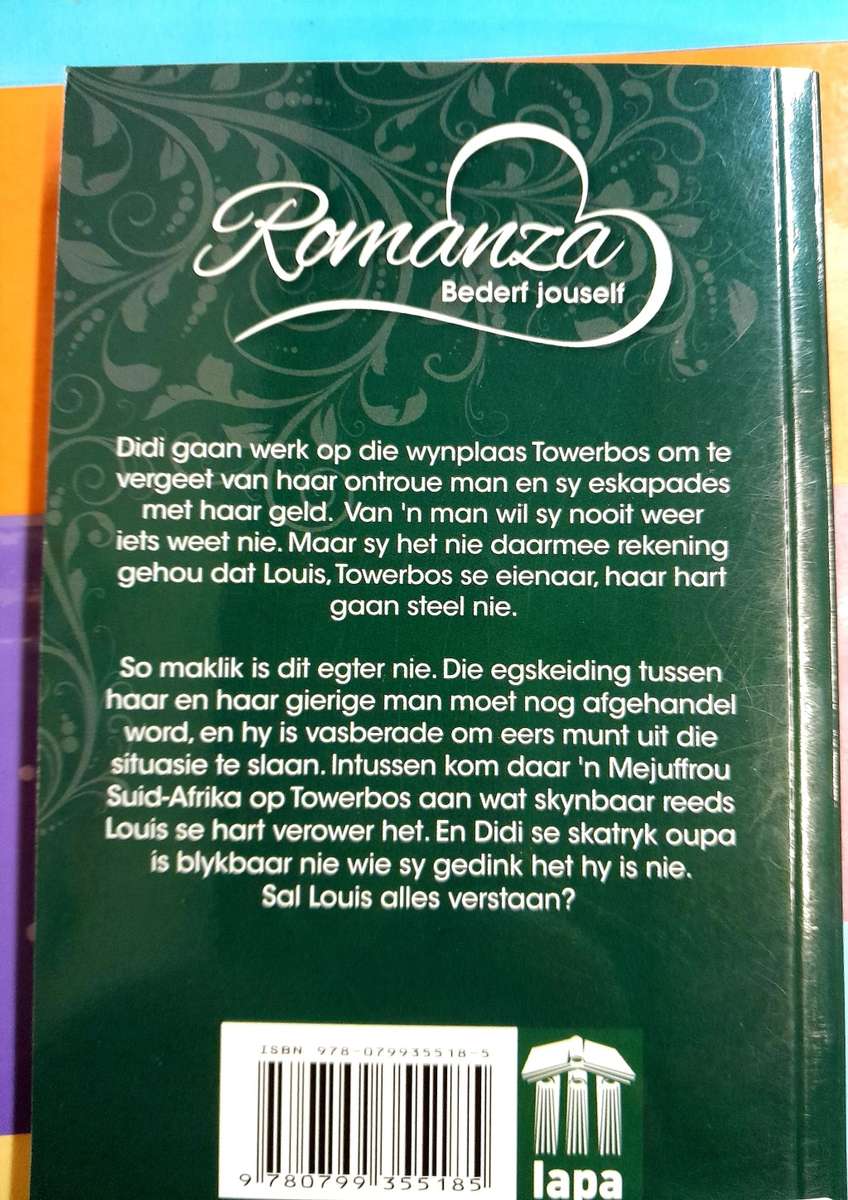 Romanza
Bederf jouself
Didi gaan werk op die wynplaas Towerbos om te
vergeet van haar ontroue man en sy eskapades
met haar geld. Van 'n man wil sy nooit weer
iets weet nie. Maar sy het nie daarmee rekening
gehou dat Louis, Towerbos se eienaar, haar hart
gaan steel nie.
So maklik is dit egter nie. Die egskeiding tussen
haar en haar gierige man moet nog afgehandel
word, en hy is vasberade om eers munt uit die
situasie te slaan. Intussen kom daar 'n Mejuffrou
Suid-Afrika op Towerbos aan wat skynbaar reeds
Louis se hart verower het. En Didi se skatryk oupa
ís blykbaar nie wie sy gedink het hy is nie.
Sal Louis alles verstaan?
ISBN 978-079935518-5
9 780799 355185
lapa